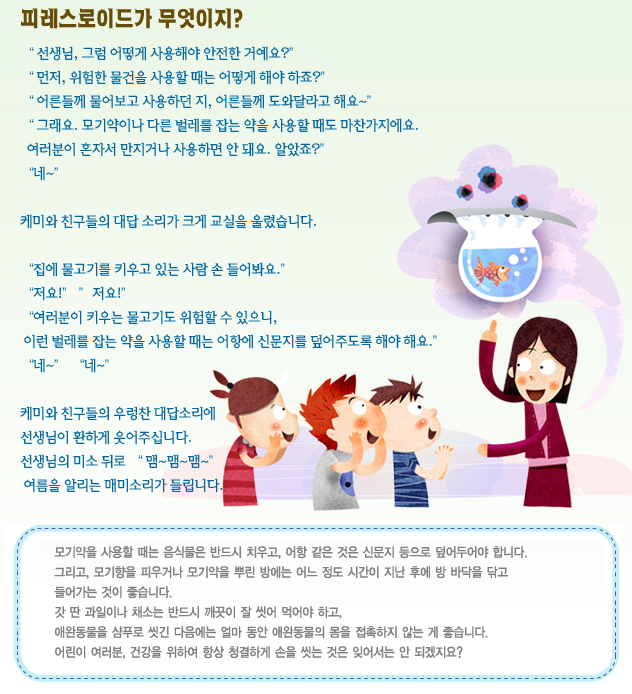 피레스로이드가 무엇이지?
“ 선생님, 그럼 어떻게 사용해야 안전한 거예요?”
“ 먼저, 위험한 물건을 사용할 때는 어떻게 해야 하죠?”
“ 어른들께 물어보고 사용하던 지, 어른들께 도와달라고 해요~”
“ 그래요. 모기약이나 다른 벌레를 잡는 약을 사용할 때도 마찬가지에요.
여러분이 혼자서 만지거나 사용하면 안 돼요. 알았죠?”
“네~”
케미와 친구들의 대답 소리가 크게 교실을 울렸습니다.
“집에 물고기를 키우고 있는 사람 손 들어봐요.”
“저요!” ” 저요!”
“여러분이 키우는 물고기도 위험할 수 있으니,
이런 벌레를 잡는 약을 사용할 때는 어항에 신문지를 덮어주도록 해야 해요.”
“네~” “네~”
케미와 친구들의 우렁찬 대답소리에
선생님이 환하게 웃어주십니다.
선생님의 미소 뒤로 “ 맴~맴~맴~”
여름을 알리는 매미소리가 들립니다.
모기약을 사용할 때는 음식물은 반드시 치우고, 어항 같은 것은 신문지 등으로 덮어두어야 합니다.
그리고, 모기향을 피우거나 모기약을 뿌린 방에는 어느 정도 시간이 지난 후에 방 바닥을 닦고
들어가는 것이 좋습니다.
갓 딴 과일이나 채소는 반드시 깨끗이 잘 씻어 먹어야 하고,
애완동물을 샴푸로 씻긴 다음에는 얼마 동안 애완동물의 몸을 접촉하지 않는 게 좋습니다.
어린이 여러분, 건강을 위하여 항상 청결하게 손을 씻는 것은 잊어서는 안 되겠지요?